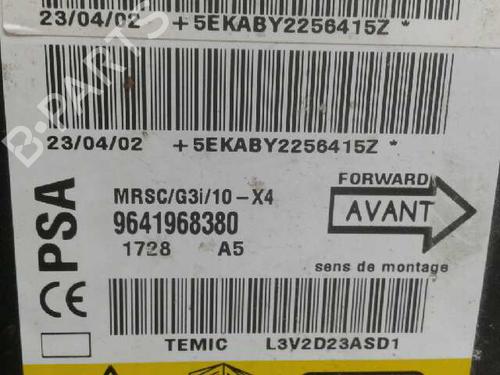 23/04/02 +5EKABY2256415Z *
23/04/02 +5EKABY2256415Z *
PSA
MRSC/G3i/10-X4
9641968380
1728 A5
FORWARD
AVANT
sens de montage
CE
TEMIC L3V2D23ASD1
B-PARTS